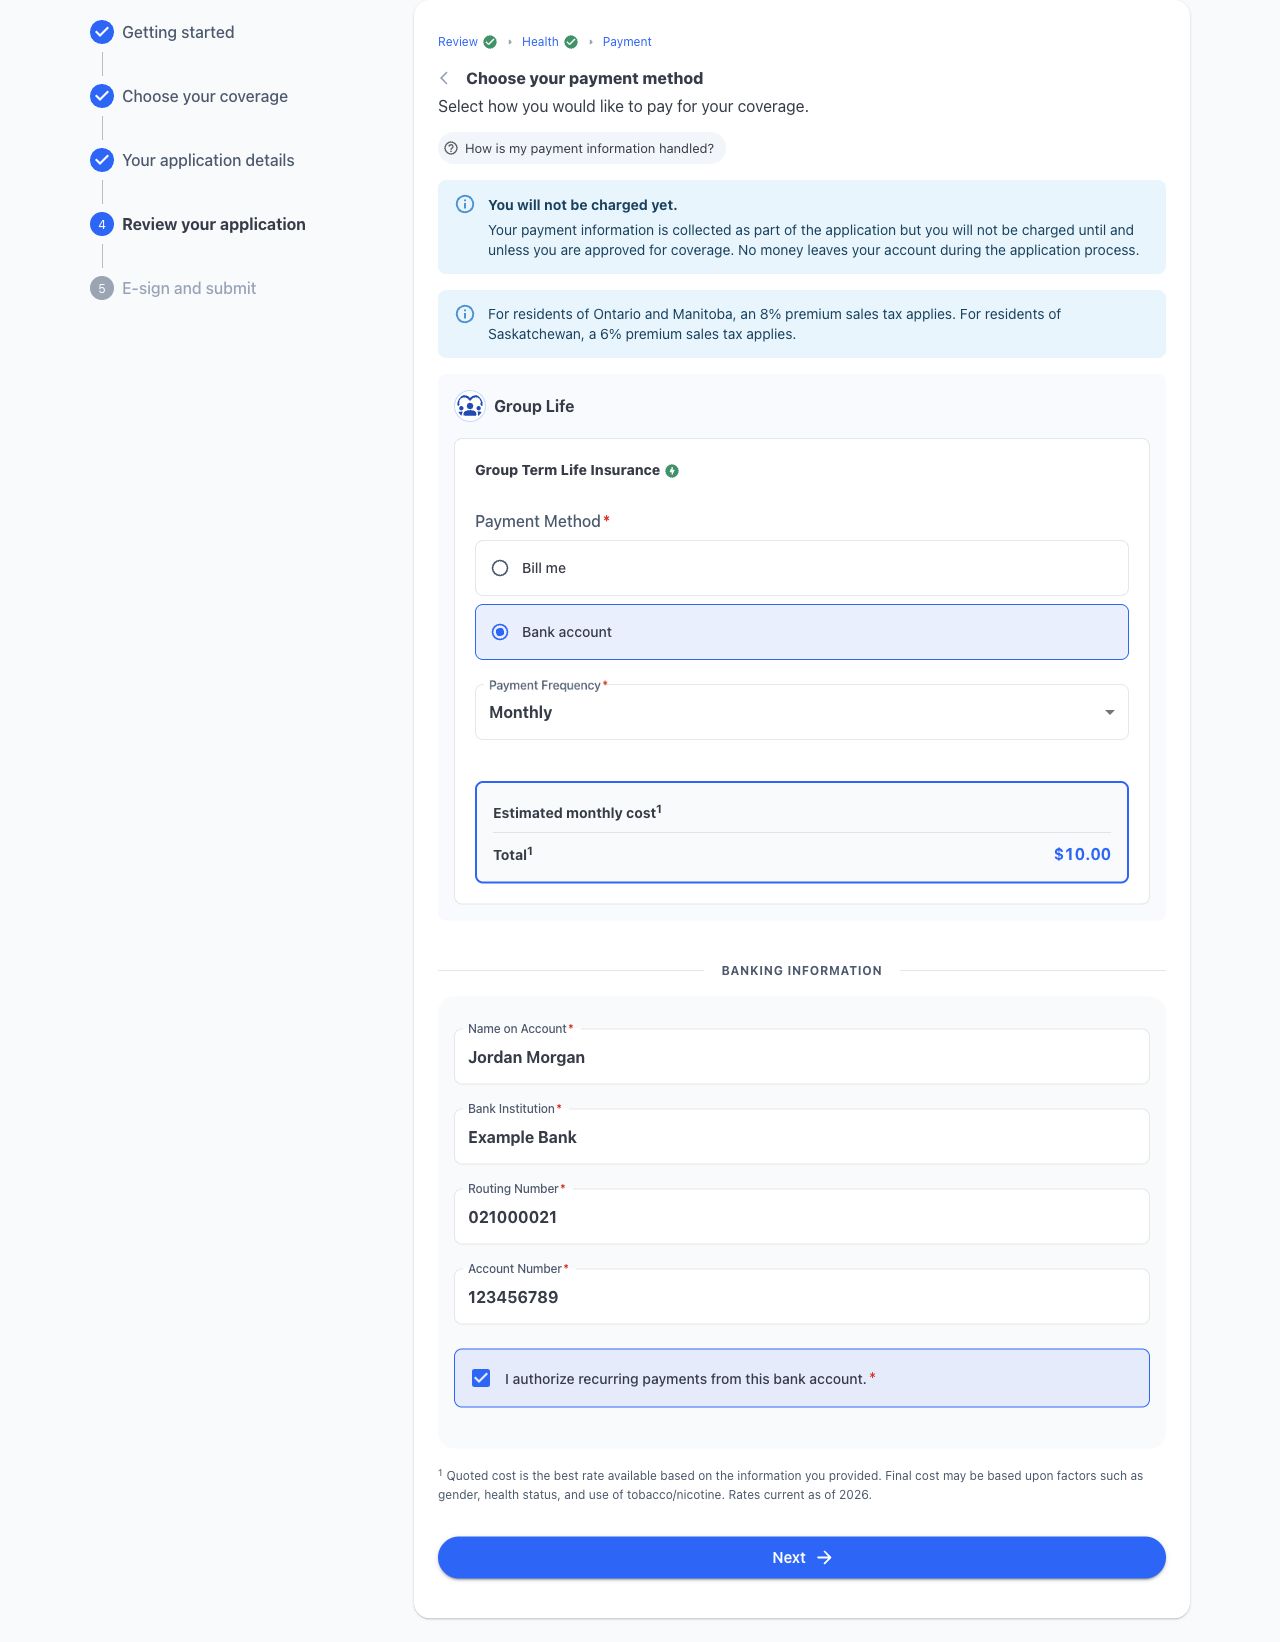 Getting started
Choose your coverage
Your application details
4 Review your application
5 E-sign and submit
Review Health Payment
Choose your payment method
Select how you would like to pay for your coverage.
How is my payment information handled?
You will not be charged yet.
Your payment information is collected as part of the application but you will not be charged until and
unless you are approved for coverage. No money leaves your account during the application process.
For residents of Ontario and Manitoba, an 8% premium sales tax applies. For residents of
Saskatchewan, a 6% premium sales tax applies.
Group Life
Group Term Life Insurance
Payment Method*
Bill me
Bank account
Payment Frequency*
Monthly
Estimated monthly cost¹
Total¹ $10.00
BANKING INFORMATION
Name on Account*
Jordan Morgan
Bank Institution*
Example Bank
Routing Number*
021000021
Account Number*
123456789
I authorize recurring payments from this bank account.*
¹ Quoted cost is the best rate available based on the information you provided. Final cost may be based upon factors such as
gender, health status, and use of tobacco/nicotine. Rates current as of 2026.
Next